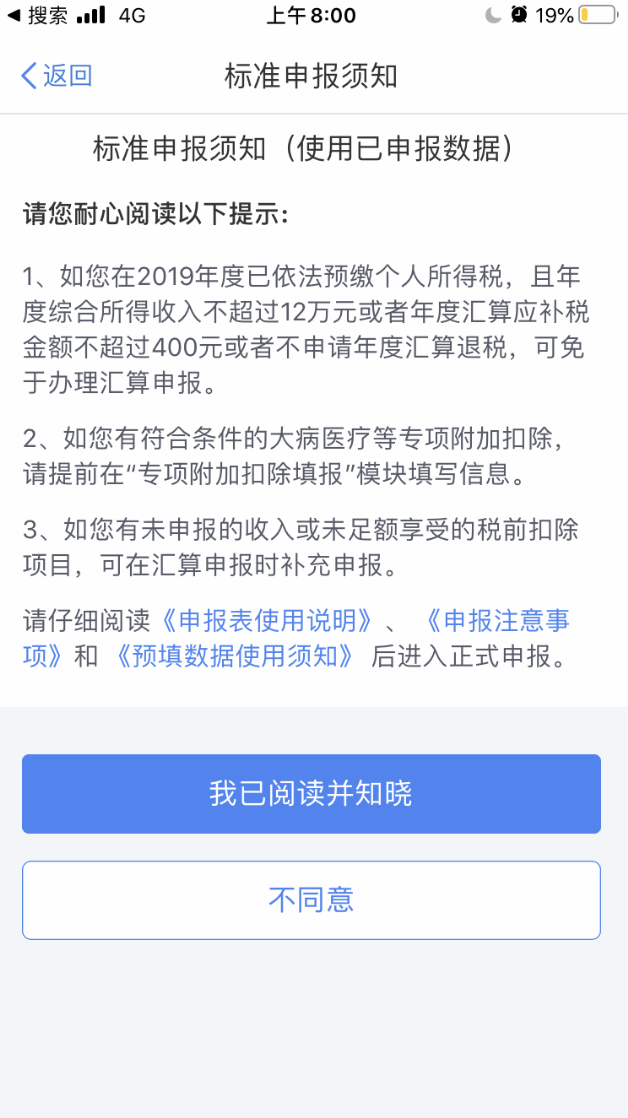 搜索 4G 上午8:00 19%
返回 标准申报须知
标准申报须知（使用已申报数据）
请您耐心阅读以下提示：
1、如您在2019年度已依法预缴个人所得税，且年
度综合所得收入不超过12万元或者年度汇算应补税
金额不超过400元或者不申请年度汇算退税，可免
于办理汇算申报。
2、如您有符合条件的大病医疗等专项附加扣除，
请提前在“专项附加扣除填报”模块填写信息。
3、如您有未申报的收入或未足额享受的税前扣除
项目，可在汇算申报时补充申报。
请仔细阅读《申报表使用说明》、《申报注意事
项》和《预填数据使用须知》后进入正式申报。
我已阅读并知晓
不同意